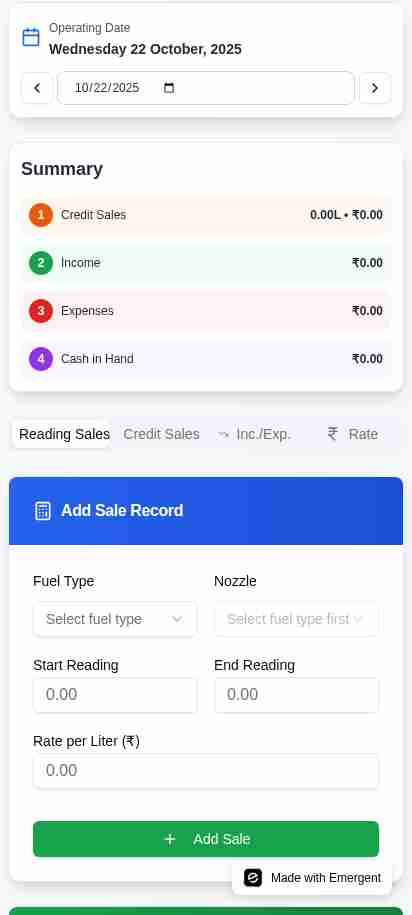 Operating Date
Wednesday 22 October, 2025
10/22/2025
Summary
1 Credit Sales 0.00L • ₹0.00
2 Income ₹0.00
3 Expenses ₹0.00
4 Cash in Hand ₹0.00
Reading Sales Credit Sales Inc./Exp. ₹ Rate
Add Sale Record
Fuel Type Nozzle
Select fuel type Select fuel type first
Start Reading End Reading
0.00 0.00
Rate per Liter (₹)
0.00
+ Add Sale
Made with Emergent